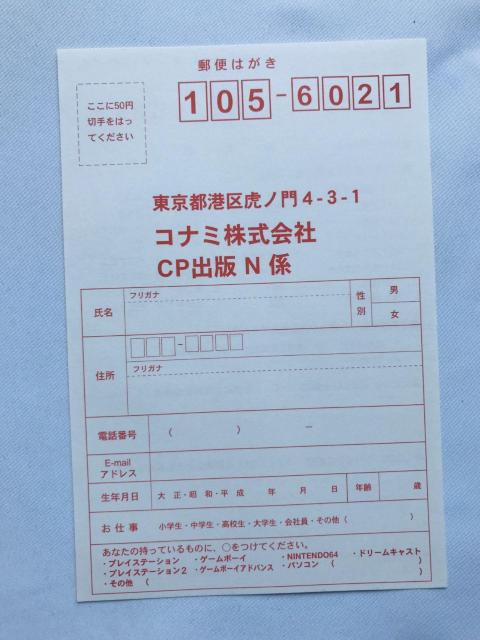 郵便はがき
ここに50円
切手をはっ
てください
105-6021
東京都港区虎ノ門4-3-1
コナミ株式会社
CP出版 N 係
氏名
フリガナ
性別
男
女
住所
-
フリガナ
電話番号
( ) −
E-mail
アドレス
生年月日
大 正・昭 和・平 成 年 月 日
年齢
歳
お仕事
小学生・中学生・高校生・大学生・会社員・その他( )
あなたの持っているものに、○をつけてください。
・プレイステーション ・ゲームボーイ ・NINTENDO64 ・ドリームキャスト
・プレイステーション2 ・ゲームボーイアドバンス ・パソコン( )
・その他( )